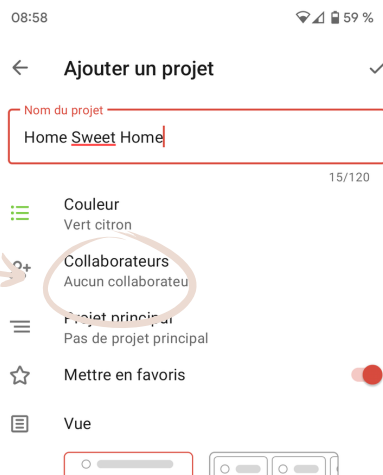 08:58
59 %
Ajouter un projet
Nom du projet
Home Sweet Home
15/120
Couleur
Vert citron
Collaborateurs
Aucun collaborateur
Projet principal
Pas de projet principal
Mettre en favoris
Vue